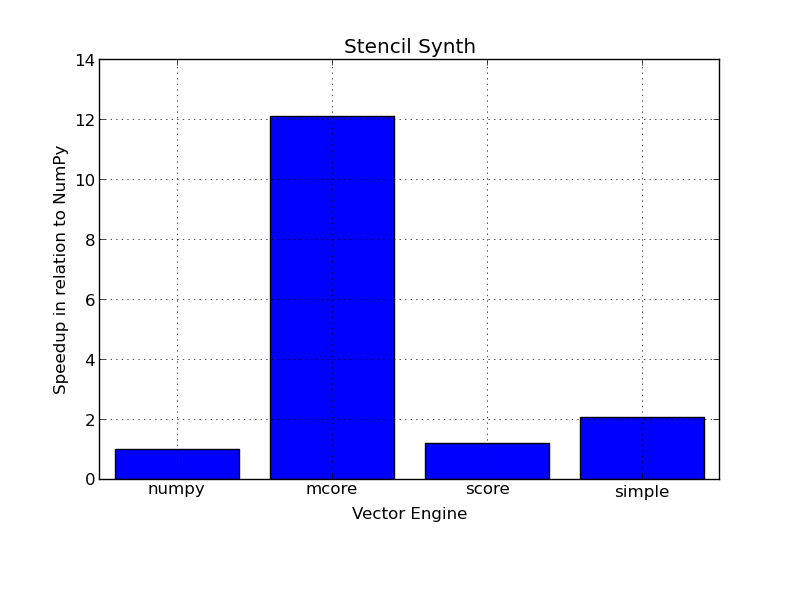 Stencil Synth
14
12
10
8
6
4
2
0
Speedup in relation to NumPy
numpy mcore score simple
Vector Engine